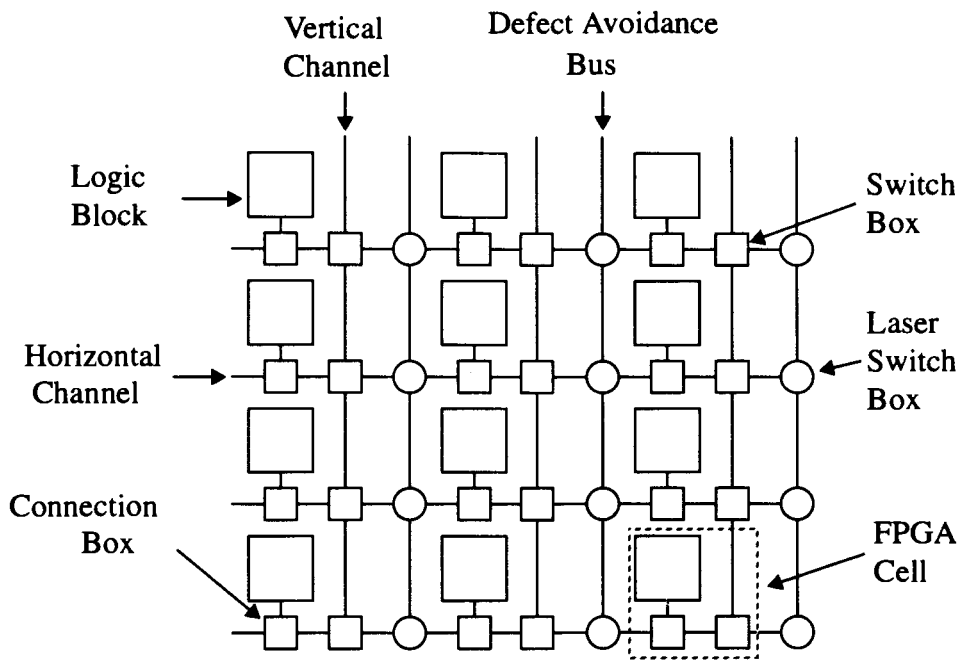 Vertical
Channel
Defect Avoidance
Bus
Logic
Block
Switch
Box
Horizontal
Channel
Laser
Switch
Box
Connection
Box
FPGA
Cell